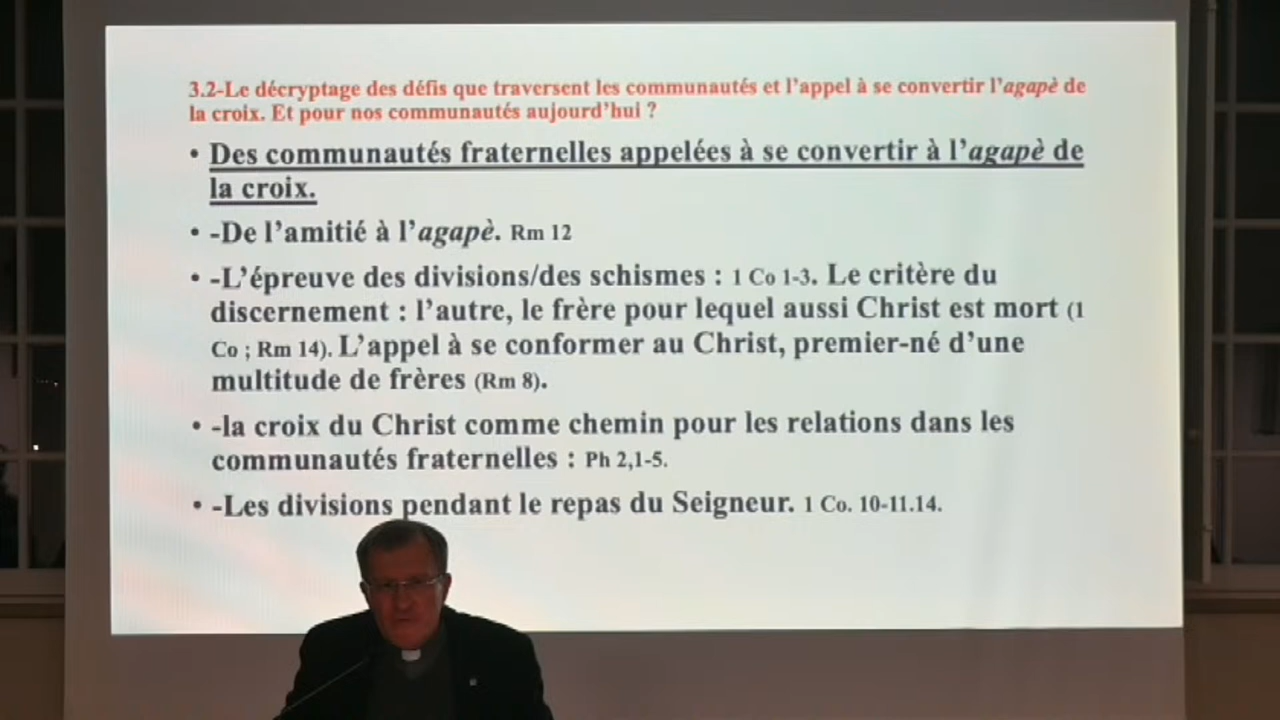 3.2-Le décryptage des défis que traversent les communautés et l'appel à se convertir l'agapè de
la croix. Et pour nos communautés aujourd'hui ?
• Des communautés fraternelles appelées à se convertir à l'agapè de
la croix.
• -De l'amitié à l'agapè. Rm 12
• -L'épreuve des divisions/des schismes : 1 Co 1-3. Le critère du
discernement : l'autre, le frère pour lequel aussi Christ est mort (1
Co ; Rm 14). L'appel à se conformer au Christ, premier-né d'une
multitude de frères (Rm 8).
• -la croix du Christ comme chemin pour les relations dans les
communautés fraternelles : Ph 2,1-5.
• -Les divisions pendant le repas du Seigneur. 1 Co. 10-11.14.